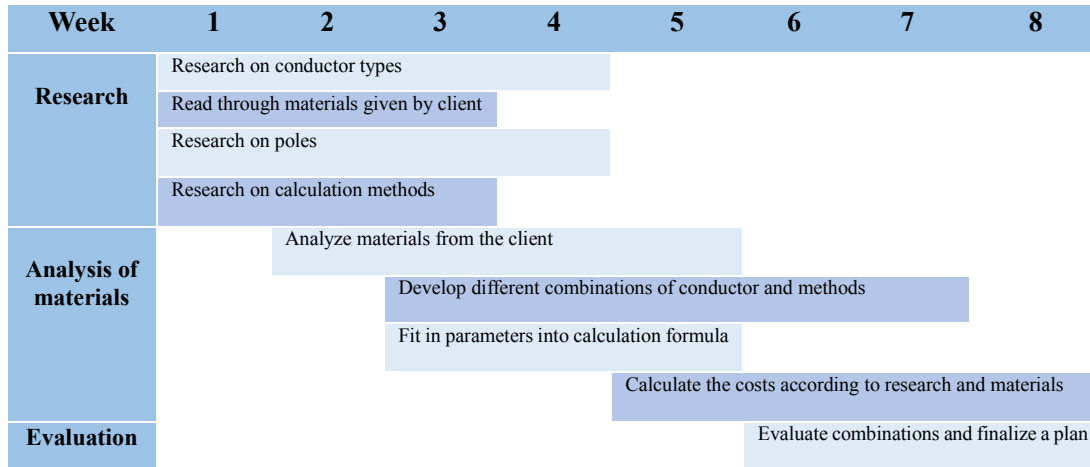 Week 1 2 3 4 5 6 7 8
Research
Research on conductor types
Read through materials given by client
Research on poles
Research on calculation methods
Analysis of
materials
Analyze materials from the client
Develop different combinations of conductor and methods
Fit in parameters into calculation formula
Calculate the costs according to research and materials
Evaluation
Evaluate combinations and finalize a plan